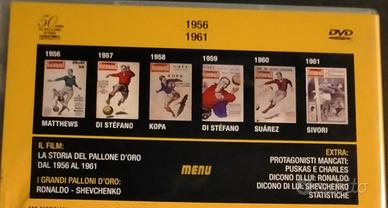 50
1956
1961
DVD
1956 1957 1958 1959 1960 1961
KOPA
MATTHEWS DI STÉFANO KOPA DI STÉFANO SUÁREZ SIVORI
IL FILM:
LA STORIA DEL PALLONE D'ORO
DAL 1956 AL 1961
I GRANDI PALLONI D'ORO:
RONALDO - SHEVCHENKO
MENU
EXTRA:
PROTAGONISTI MANCATI:
PUSKAS E CHARLES
DICONO DI LUI: RONALDO
DICONO DI LUI: SHEVCHENKO
STATISTICHE